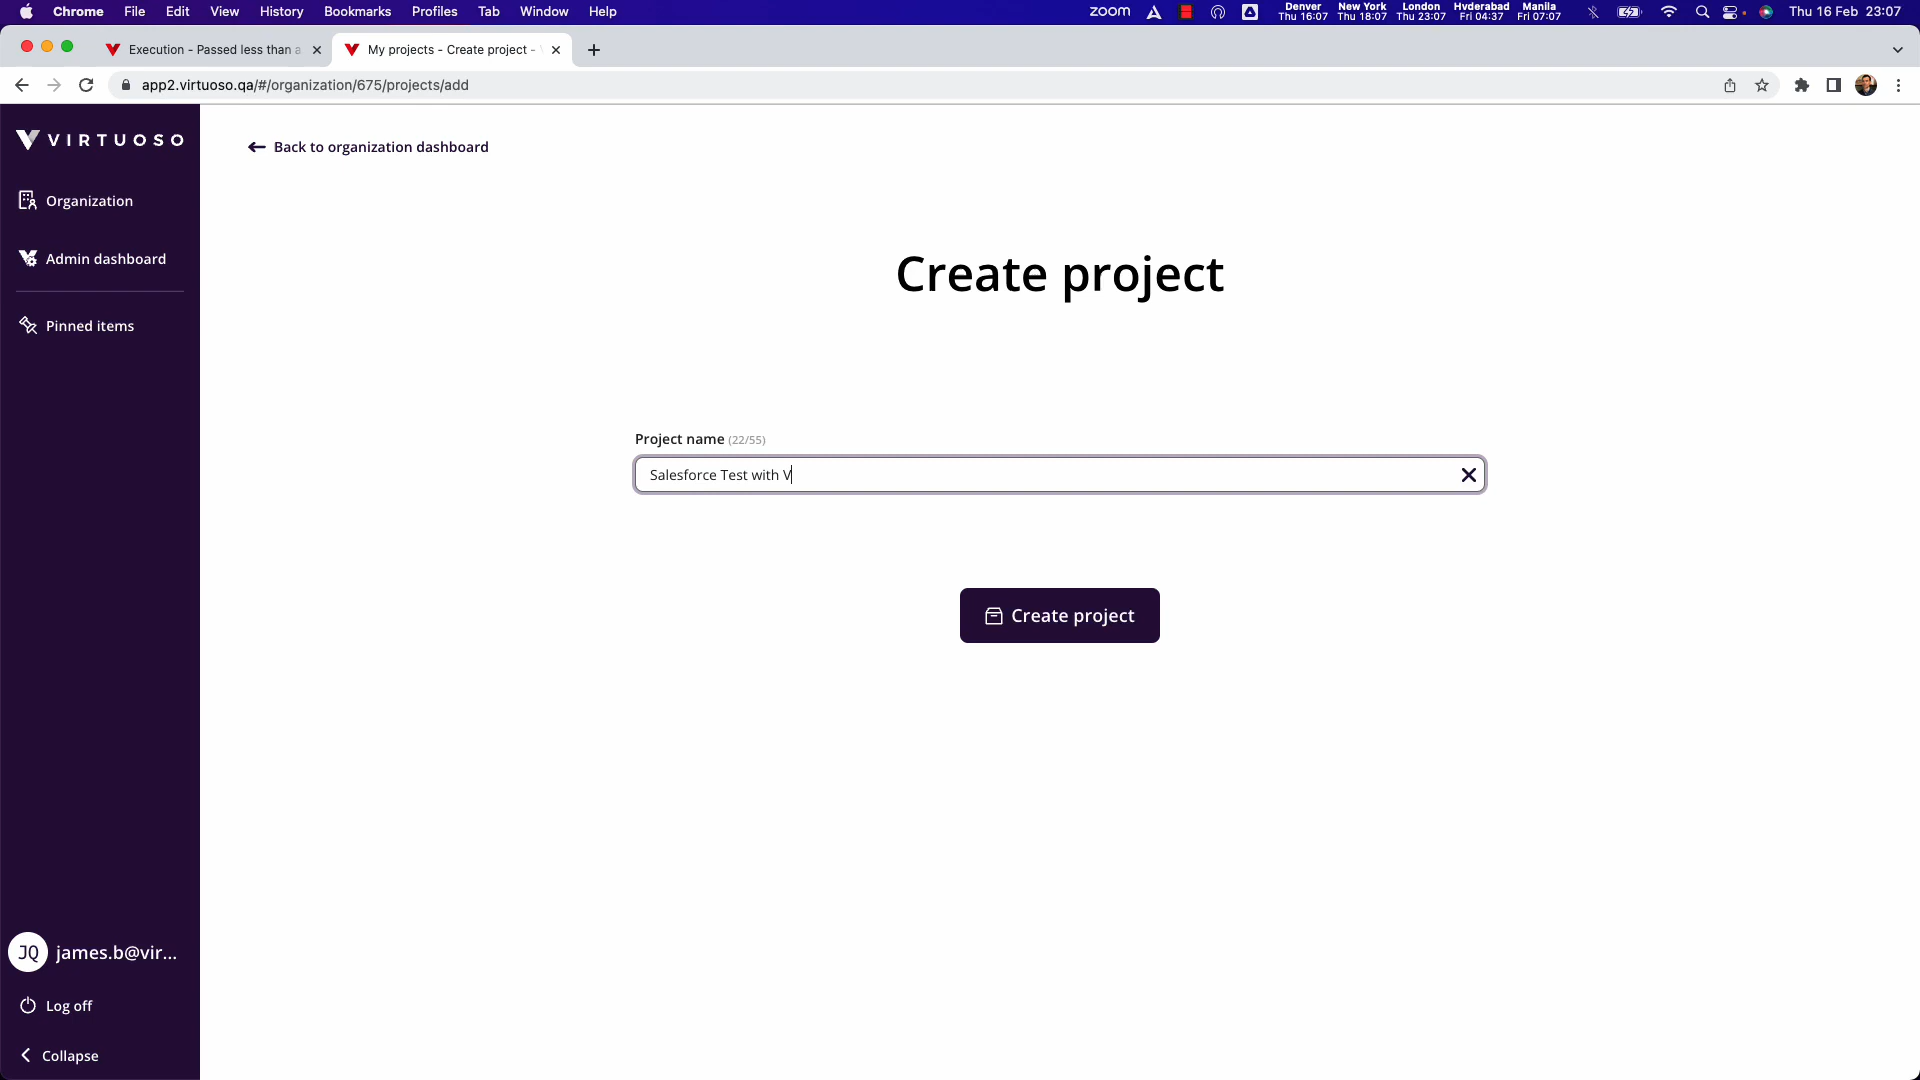 Chrome File Edit View History Bookmarks Profiles Tab Window Help zoom Denver New York London Hyderabad Manila Thu 16 Feb 23:07
Thu 16:07 Thu 18:07 Thu 23:07 Fri 04:37 Fri 07:07
Execution - Passed less than a
My projects - Create project -
app2.virtuoso.qa/#/organization/675/projects/add
VIRTUOSO
Organization
Admin dashboard
Pinned items
Back to organization dashboard
Create project
Project name (22/55)
Salesforce Test with V
Create project
JQ james.b@vir...
Log off
Collapse